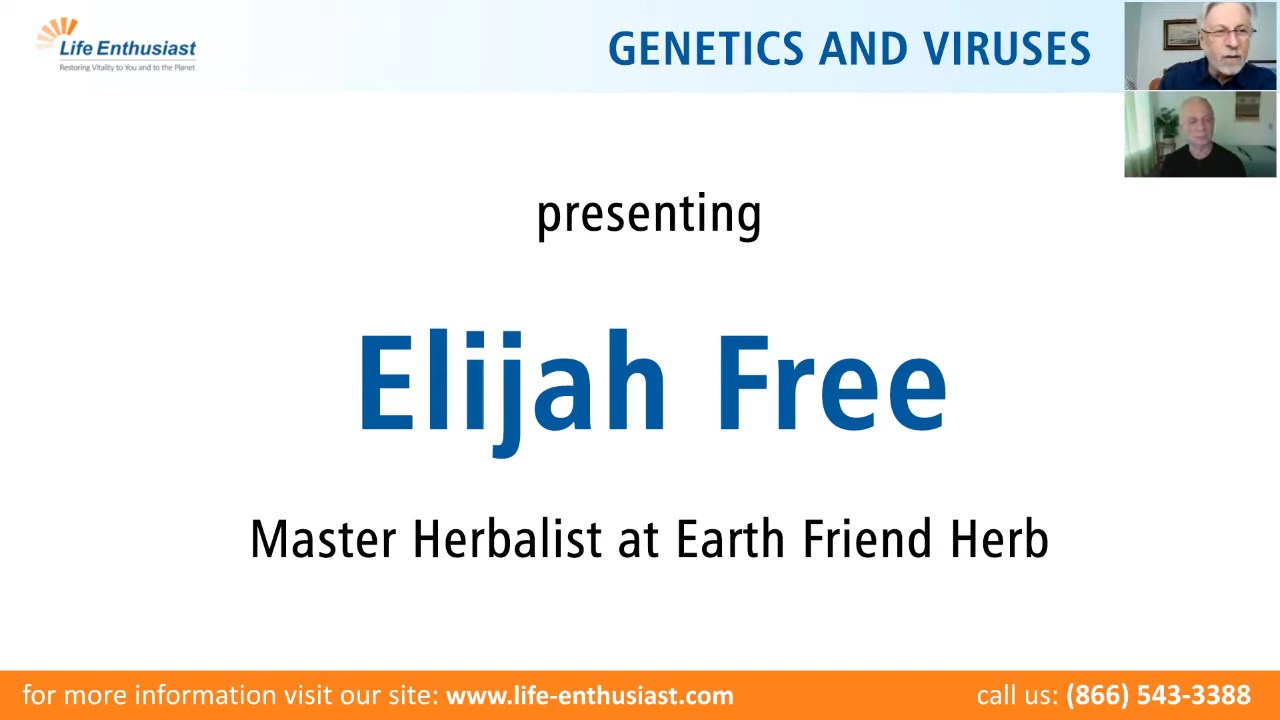 Life Enthusiast
Restoring Vitality to You and to the Planet
GENETICS AND VIRUSES
presenting
Elijah Free
Master Herbalist at Earth Friend Herb
for more information visit our site: www.life-enthusiast.com
call us: (866) 543-3388